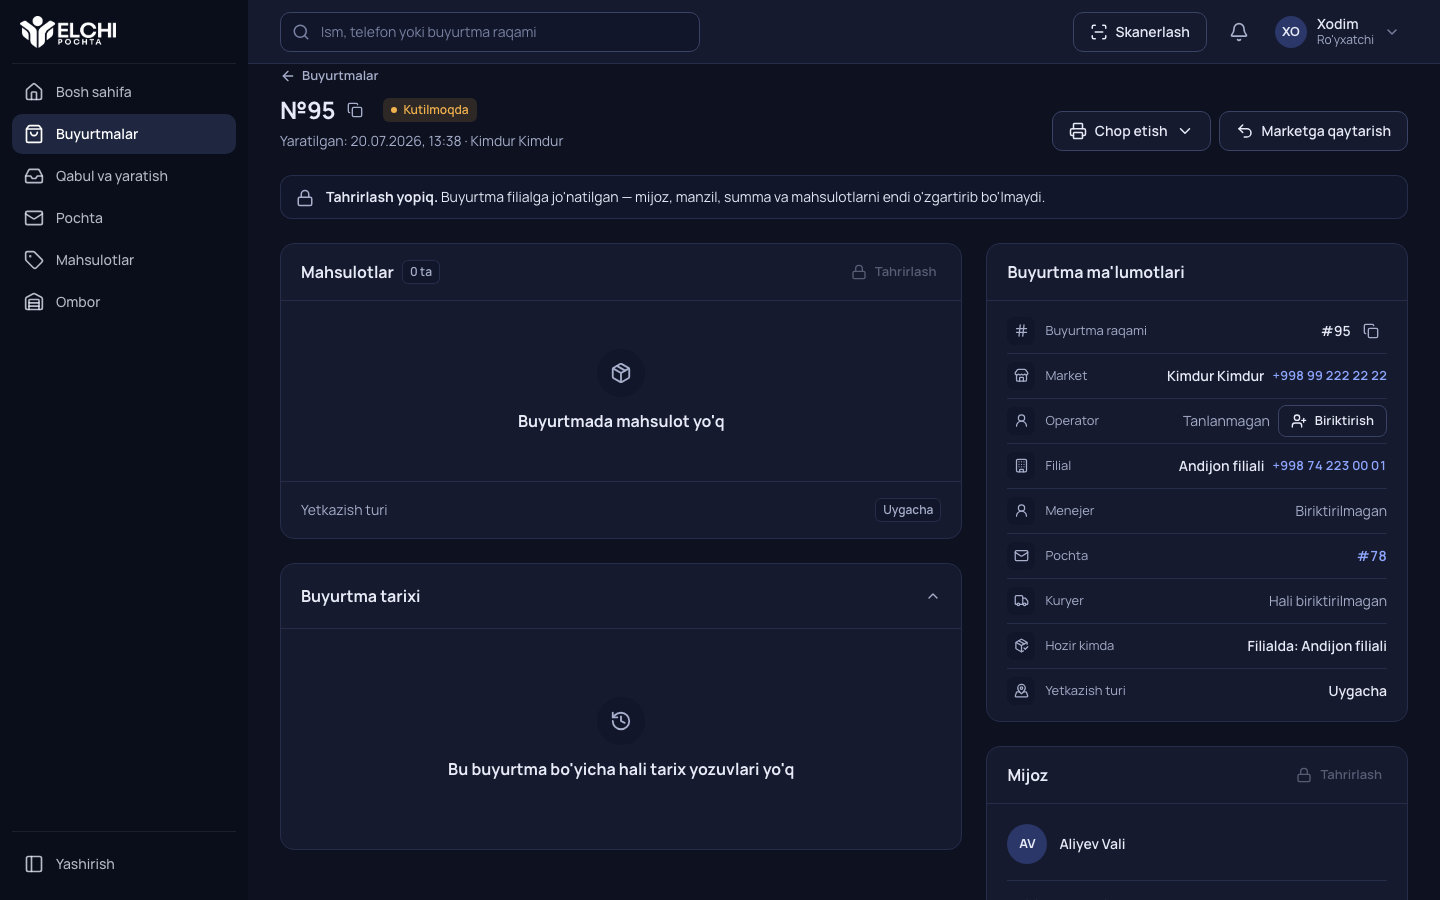 ELCHI
POCHTA
Ism, telefon yoki buyurtma raqami
Skanerlash
XO
Xodim
Ro'yxatchi
Bosh sahifa
Buyurtmalar
Qabul va yaratish
Pochta
Mahsulotlar
Ombor
Yashirish
Buyurtmalar
№95
Kutilmoqda
Yaratilgan: 20.07.2026, 13:38 · Kimdur Kimdur
Chop etish
Marketga qaytarish
Tahrirlash yopiq. Buyurtma filialga jo'natilgan — mijoz, manzil, summa va mahsulotlarni endi o'zgartirib bo'lmaydi.
Mahsulotlar 0 ta
Tahrirlash
Buyurtmada mahsulot yo'q
Yetkazish turi Uygacha
Buyurtma tarixi
Bu buyurtma bo'yicha hali tarix yozuvlari yo'q
Buyurtma ma'lumotlari
Buyurtma raqami #95
Market Kimdur Kimdur +998 99 222 22 22
Operator Tanlanmagan Biriktirish
Filial Andijon filiali +998 74 223 00 01
Menejer Biriktirilmagan
Pochta #78
Kuryer Hali biriktirilmagan
Hozir kimda Filialda: Andijon filiali
Yetkazish turi Uygacha
Mijoz Tahrirlash
AV Aliyev Vali